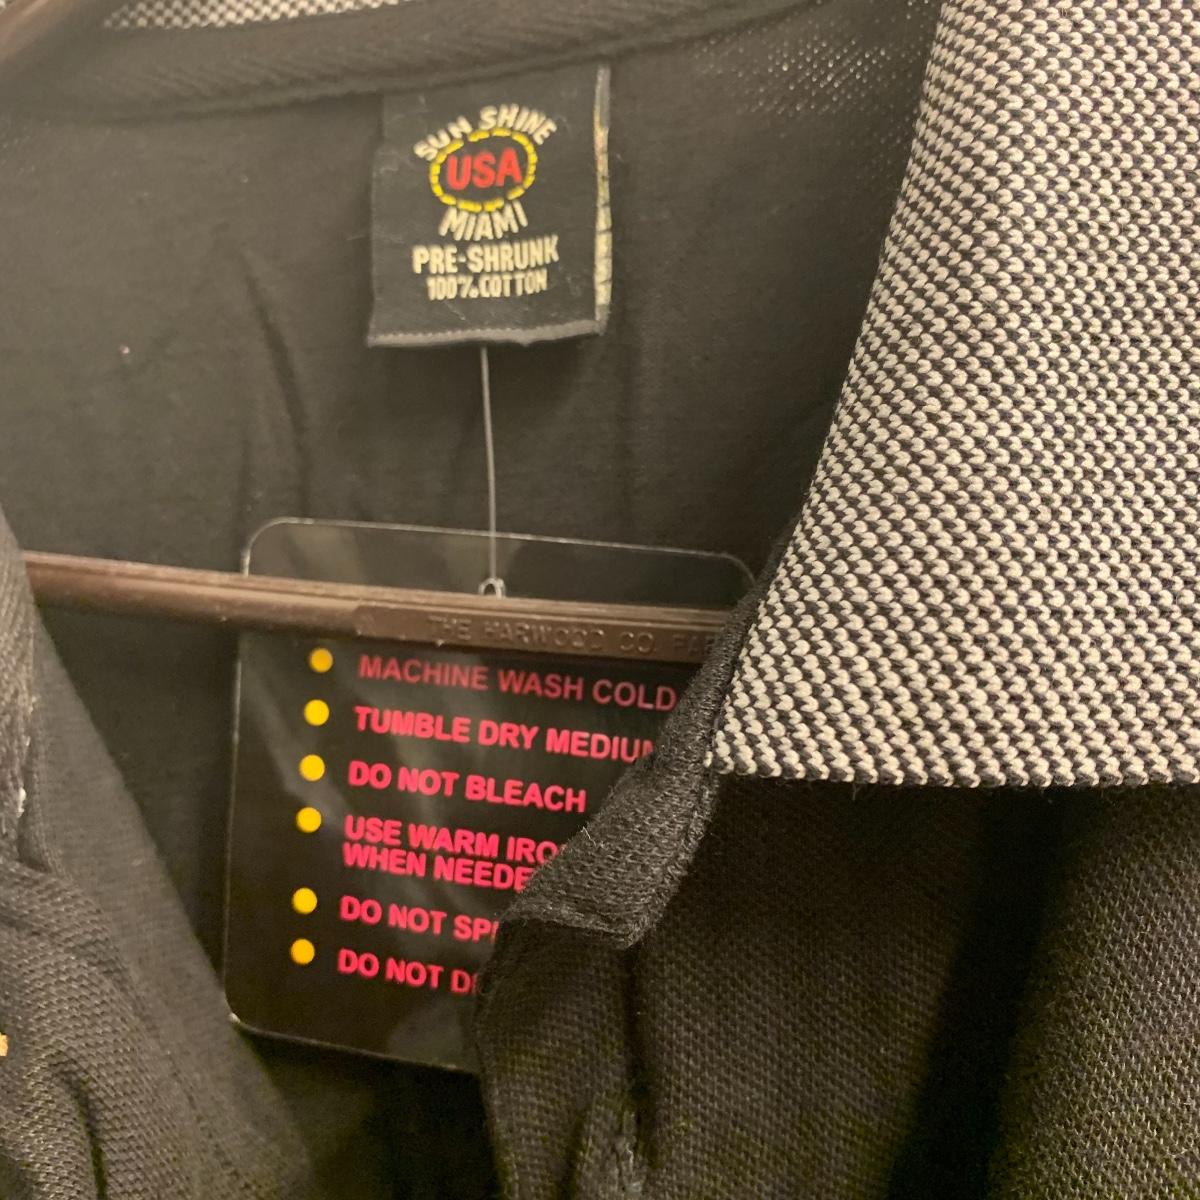 SUN SHINE
USA
MIAMI
PRE-SHRUNK
100% COTTON
THE HARWOOD CO.
MACHINE WASH COLD
TUMBLE DRY MEDIUM
DO NOT BLEACH
USE WARM IRO
WHEN NEEDE
DO NOT SP
DO NOT D